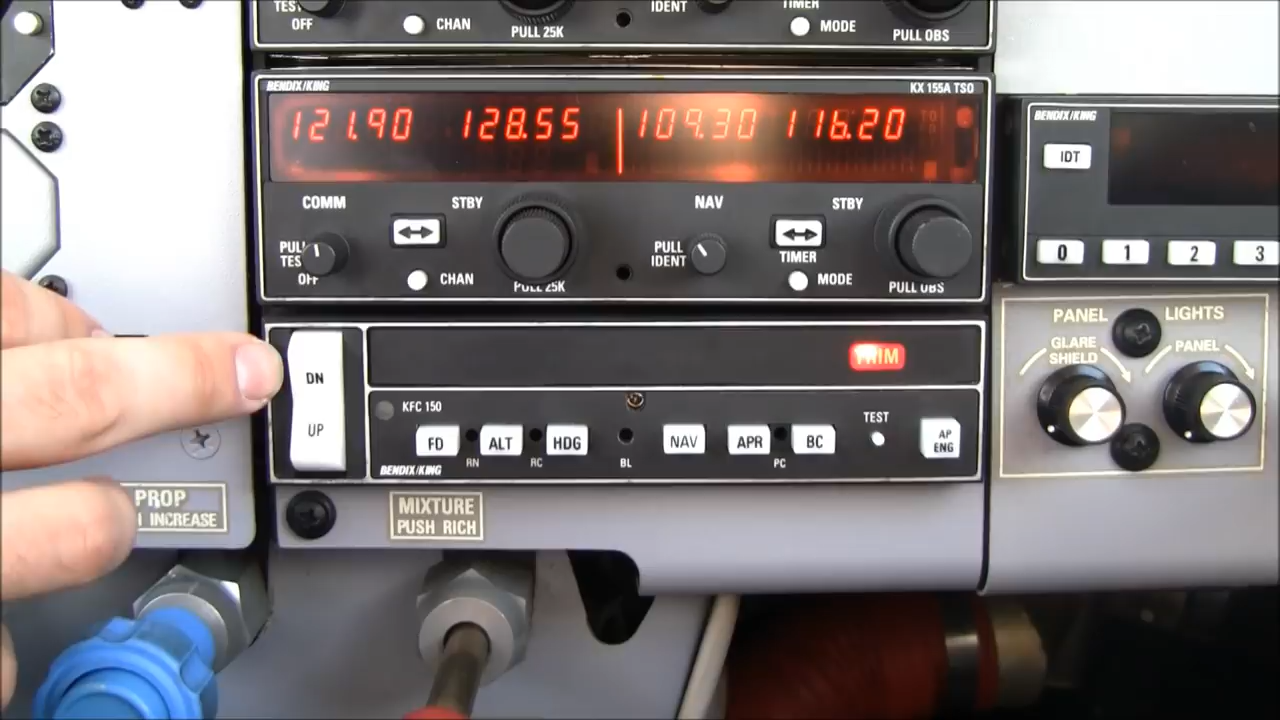 TEST
OFF
CHAN
PULL 25K
IDENT
TIMER
MODE
PULL OBS
BENDIX/KING
KX 155A TSO
121.90 128.55 109.30 116.20
COMM
STBY
NAV
STBY
PULL
TEST
OFF
CHAN
PULL 25K
PULL
IDENT
TIMER
MODE
PULL OBS
BENDIX/KING
IDT
0 1 2 3
PANEL LIGHTS
GLARE
SHIELD
PANEL
DN
UP
TRIM
KFC 150
FD ALT HDG NAV APR BC
TEST
AP
ENG
RN RC BL PC
BENDIX/KING
PROP
INCREASE
MIXTURE
PUSH RICH